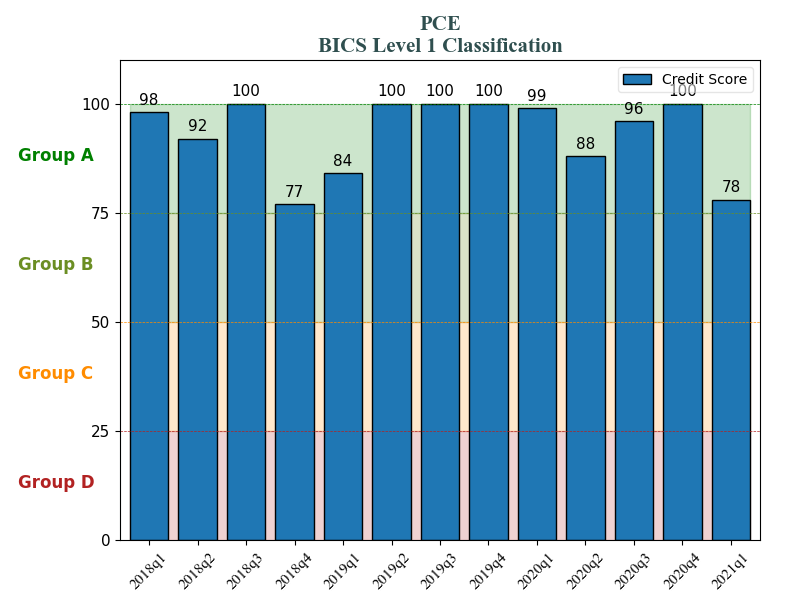 PCE
BICS Level 1 Classification
Credit Score
98
92
100
77
84
100
100
100
99
88
96
100
78
100
75
50
25
0
Group A
Group B
Group C
Group D
2018q1
2018q2
2018q3
2018q4
2019q1
2019q2
2019q3
2019q4
2020q1
2020q2
2020q3
2020q4
2021q1